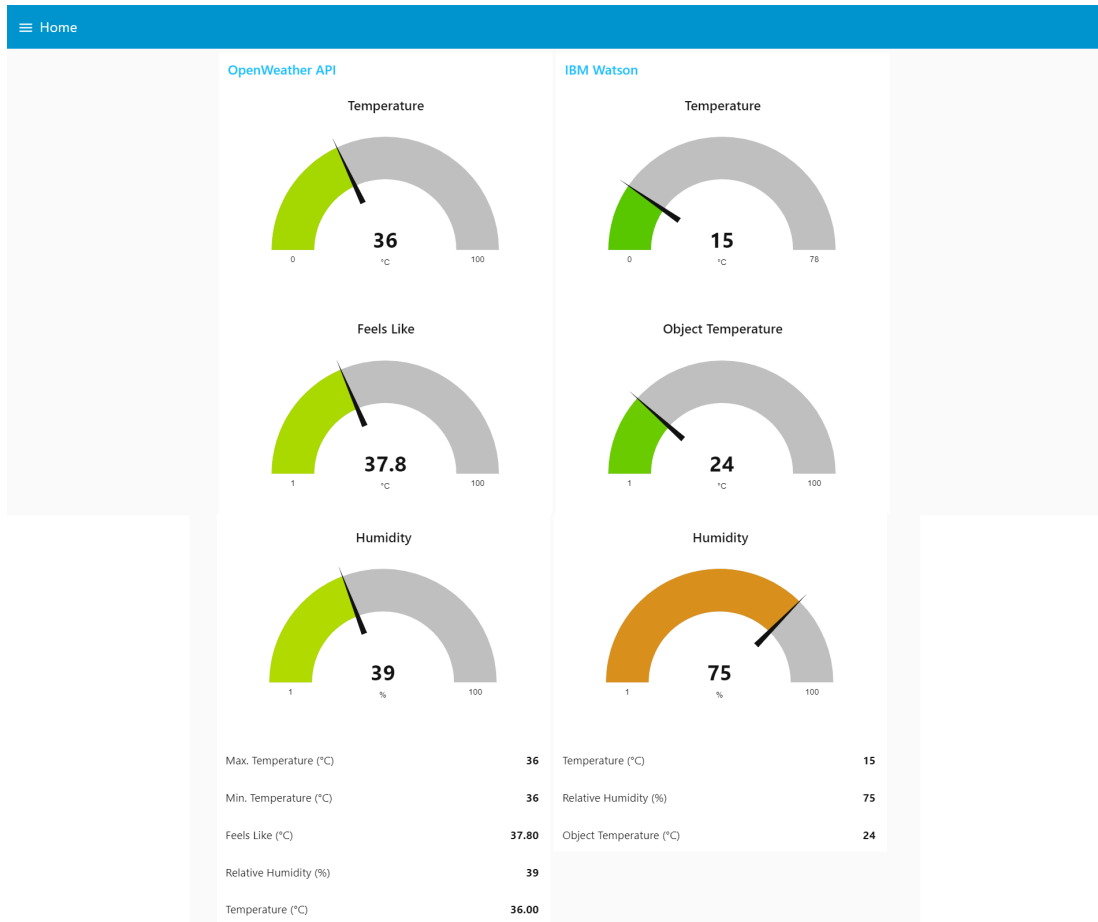 Home
OpenWeather API
Temperature
36
°C
0
100
Feels Like
37.8
°C
1
100
Humidity
39
%
1
100
Max. Temperature (°C) 36
Min. Temperature (°C) 36
Feels Like (°C) 37.80
Relative Humidity (%) 39
Temperature (°C) 36.00
IBM Watson
Temperature
15
°C
0
78
Object Temperature
24
°C
1
100
Humidity
75
%
1
100
Temperature (°C) 15
Relative Humidity (%) 75
Object Temperature (°C) 24